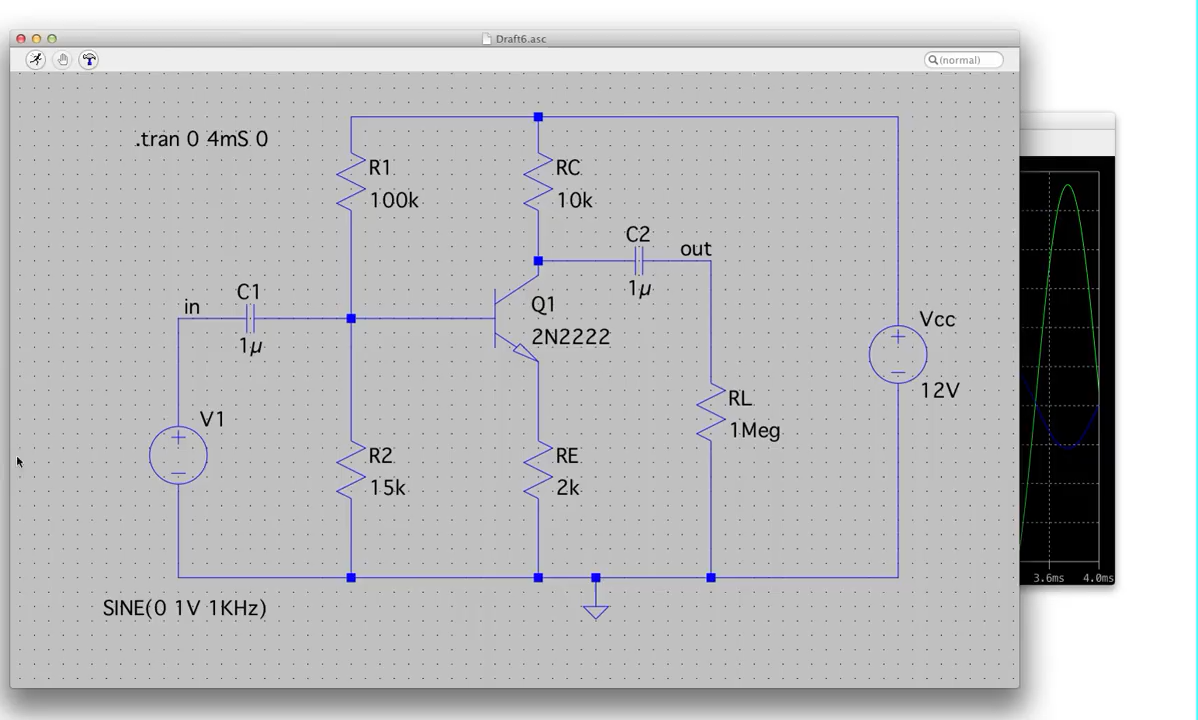 Draft6.asc
(normal)
.tran 0 4mS 0
R1
100k
RC
10k
C2
out
1µ
in
C1
1µ
Q1
2N2222
Vcc
+
−
12V
V1
+
−
R2
15k
RE
2k
RL
1Meg
SINE(0 1V 1KHz)
3.6ms 4.0ms